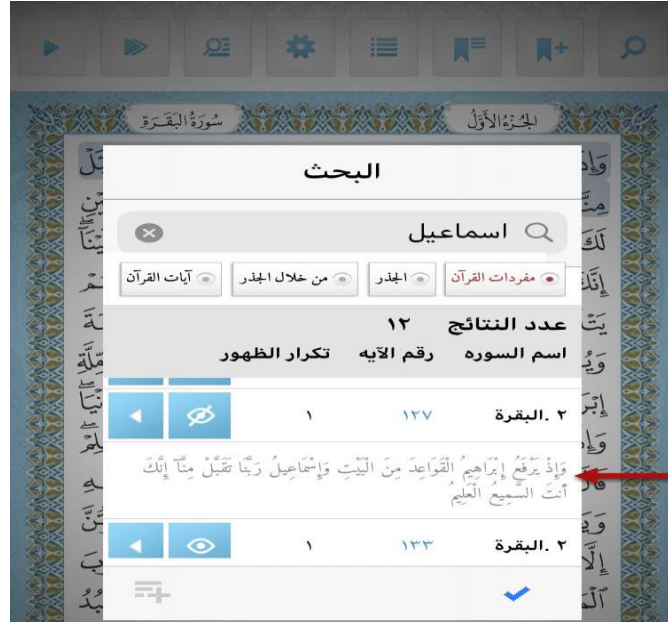 سُورَةُ البَقَـرَةِ
الجُـزْءُ الأَوَّلُ
البحث
اسماعيل
مفردات القرآن
الجذر
من خلال الجذر
آيات القرآن
عدد النتائج ١٢
اسم السوره رقم الآيه تكرار الظهور
٢ .البقرة ١٢٧ ١
وَإِذْ يَرْفَعُ إِبْرَاهِيمُ الْقَوَاعِدَ مِنَ الْبَيْتِ وَإِسْمَاعِيلُ رَبَّنَا تَقَبَّلْ مِنَّآ إِنَّكَ
أَنتَ السَّمِيعُ الْعَلِيمُ
٢ .البقرة ١٣٣ ١